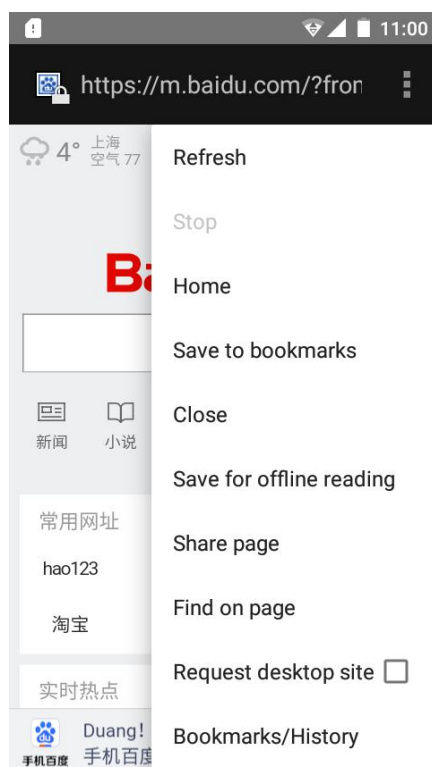 11:00
https://m.baidu.com/?fron
4° 上海
空气 77
Refresh
Stop
Home
Save to bookmarks
新闻
小说
Close
Save for offline reading
常用网址
Share page
hao123
Find on page
淘宝
Request desktop site
实时热点
Duang!
手机百度
手机百度
Bookmarks/History